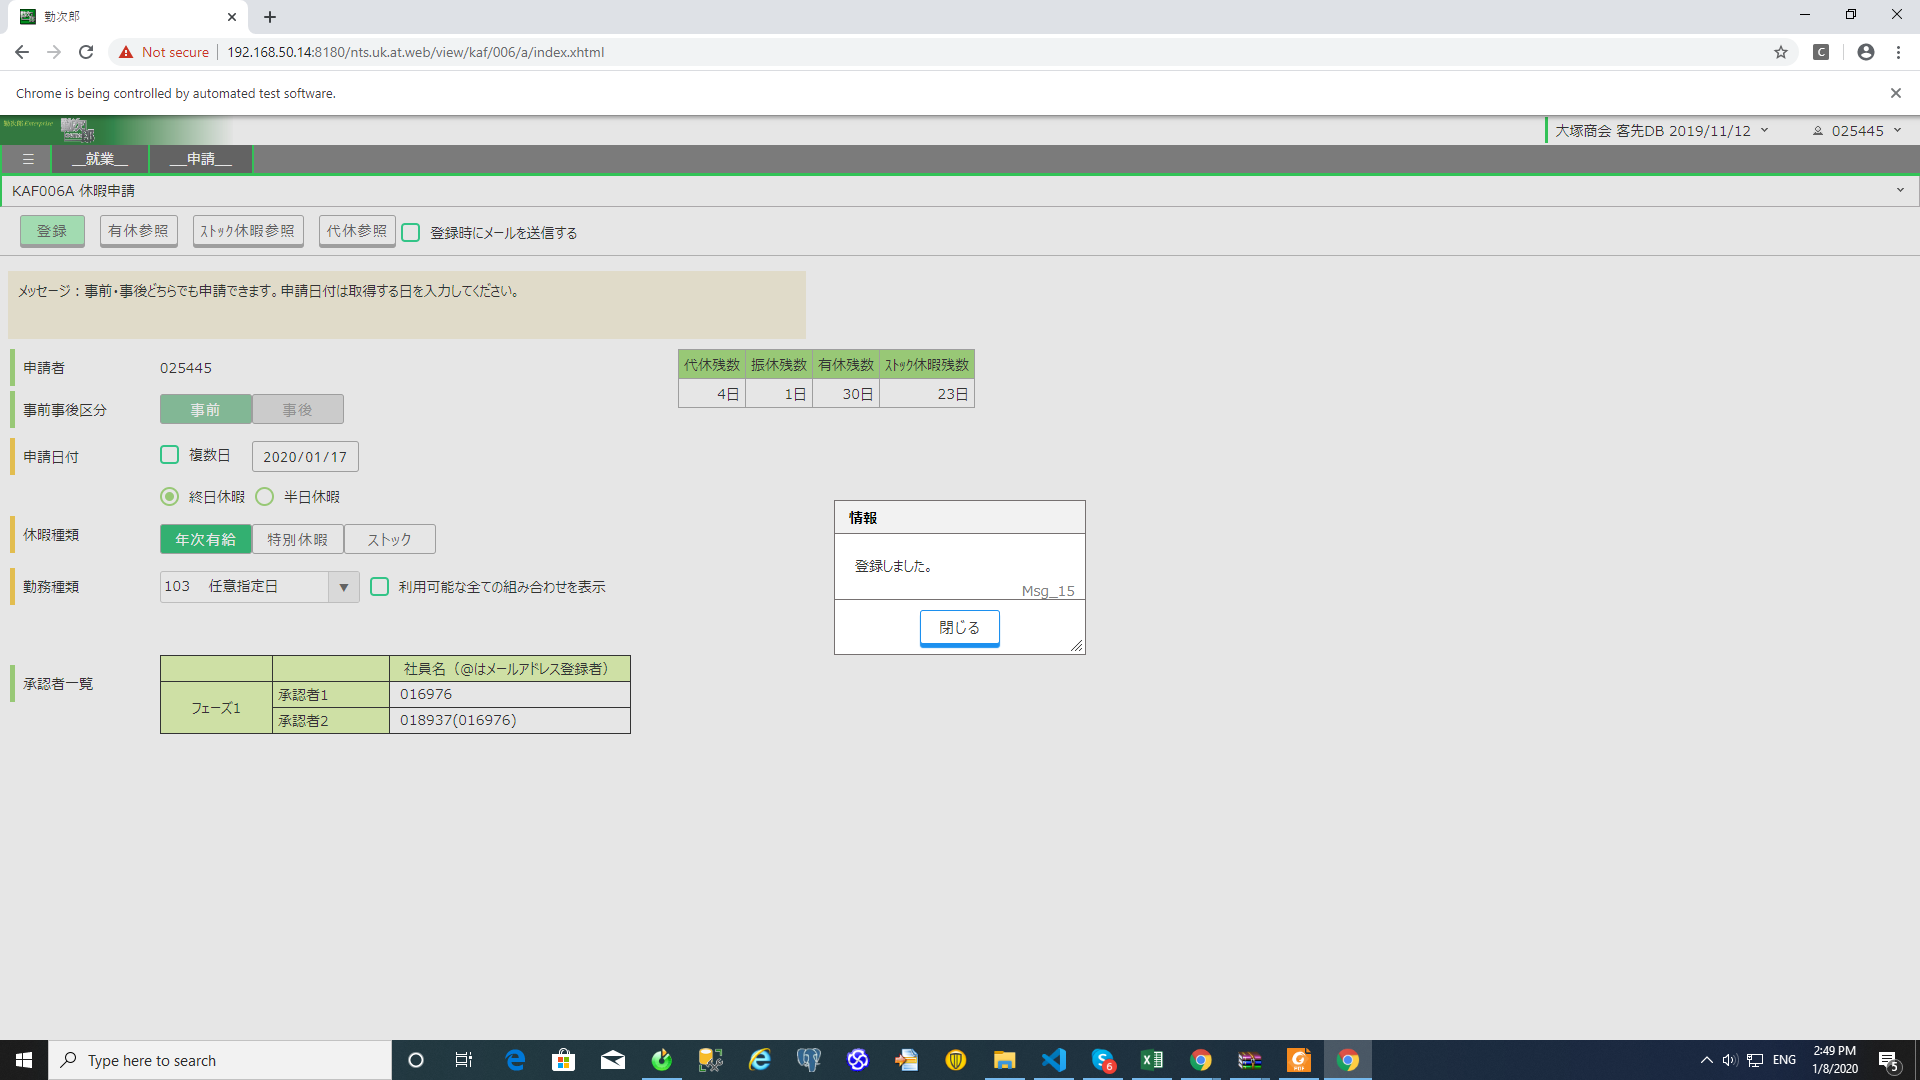 勤次郎
Not secure
192.168.50.14:8180/nts.uk.at.web/view/kaf/006/a/index.xhtml
Chrome is being controlled by automated test software.
大塚商会 客先DB 2019/11/12
025445
__就業__
__申請__
KAF006A 休暇申請
登録
有休参照
ｽﾄｯｸ休暇参照
代休参照
登録時にメールを送信する
メッセージ：事前・事後どちらでも申請できます。申請日付は取得する日を入力してください。
申請者
025445
代休残数
振休残数
有休残数
ｽﾄｯｸ休暇残数
4日
1日
30日
23日
事前事後区分
事前
事後
申請日付
複数日
2020/01/17
終日休暇
半日休暇
休暇種類
年次有給
特別休暇
ストック
勤務種類
103 任意指定日
利用可能な全ての組み合わせを表示
情報
登録しました。
Msg_15
閉じる
承認者一覧
社員名（@はメールアドレス登録者）
フェーズ1
承認者1
016976
承認者2
018937(016976)
Type here to search
6
ENG
2:49 PM
1/8/2020
5